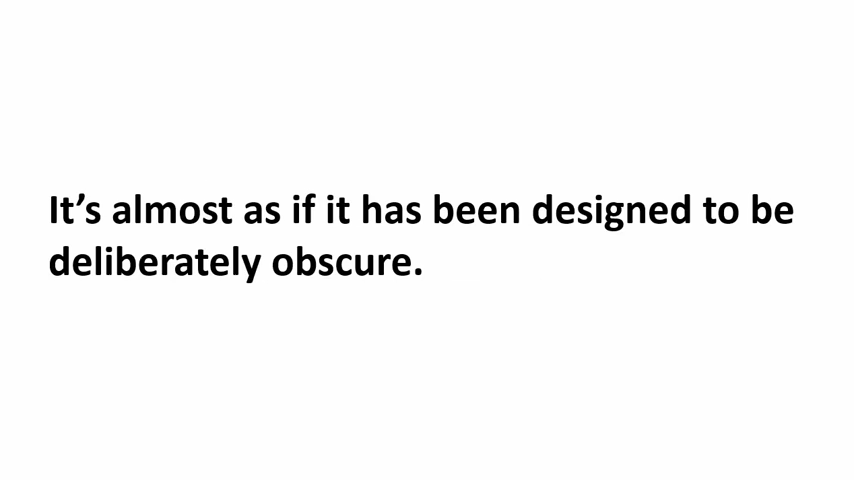 It’s almost as if it has been designed to be
deliberately obscure.